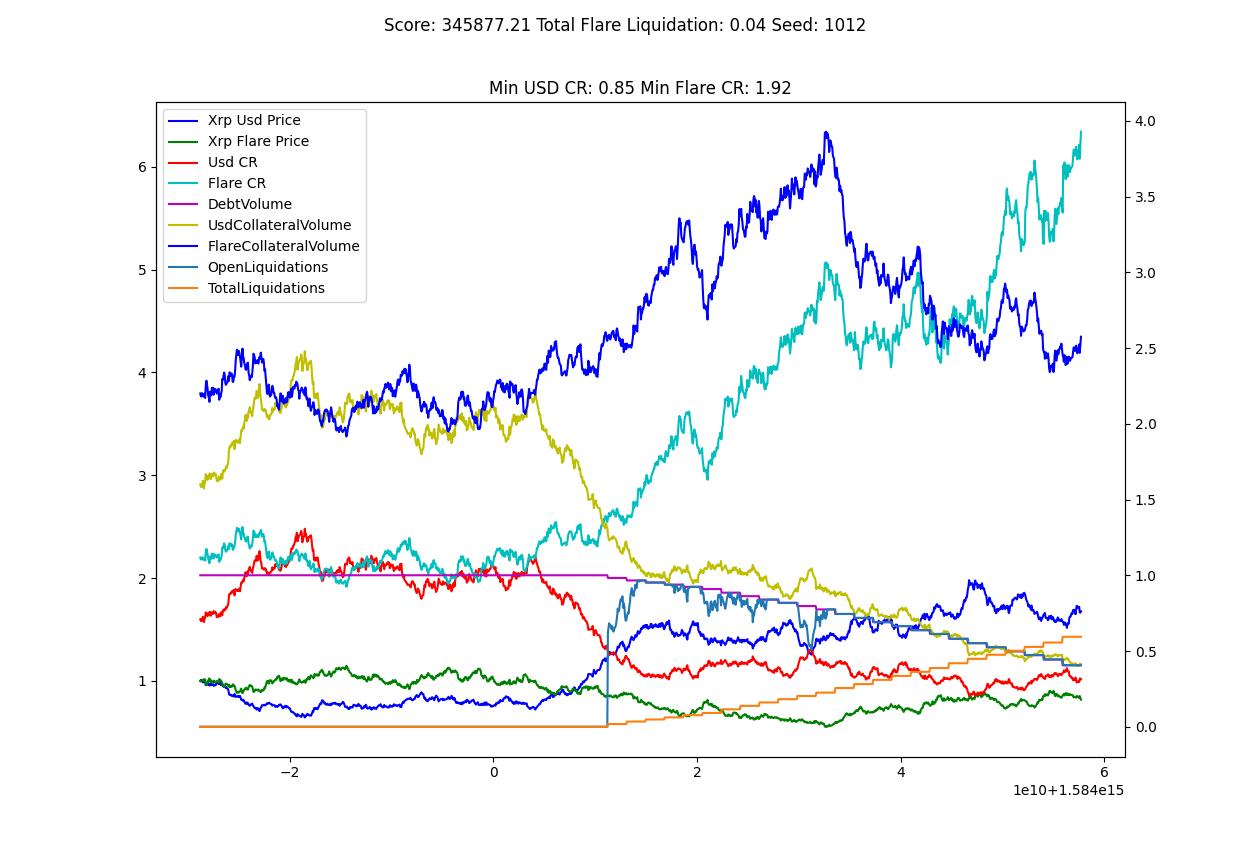 Score: 345877.21 Total Flare Liquidation: 0.04 Seed: 1012
Min USD CR: 0.85 Min Flare CR: 1.92
Xrp Usd Price
Xrp Flare Price
Usd CR
Flare CR
DebtVolume
UsdCollateralVolume
FlareCollateralVolume
OpenLiquidations
TotalLiquidations
6
5
4
3
2
1
4.0
3.5
3.0
2.5
2.0
1.5
1.0
0.5
0.0
−2
0
2
4
6
1e10+1.584e15